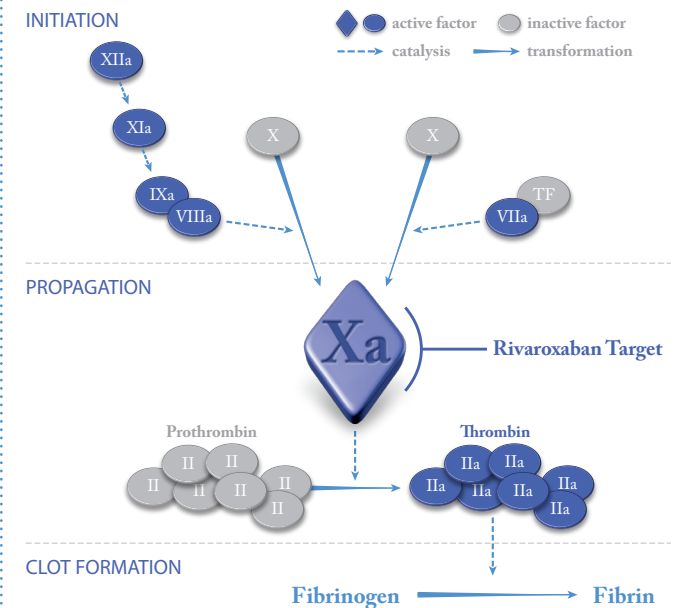 INITIATION
active factor inactive factor
catalysis transformation
XIIa
XIa
X X
IXa TF
VIIIa VIIa
PROPAGATION
Xa
Rivaroxaban Target
Prothrombin Thrombin
II II IIa IIa
II II II II IIa IIa IIa IIa
II IIa
CLOT FORMATION
Fibrinogen Fibrin